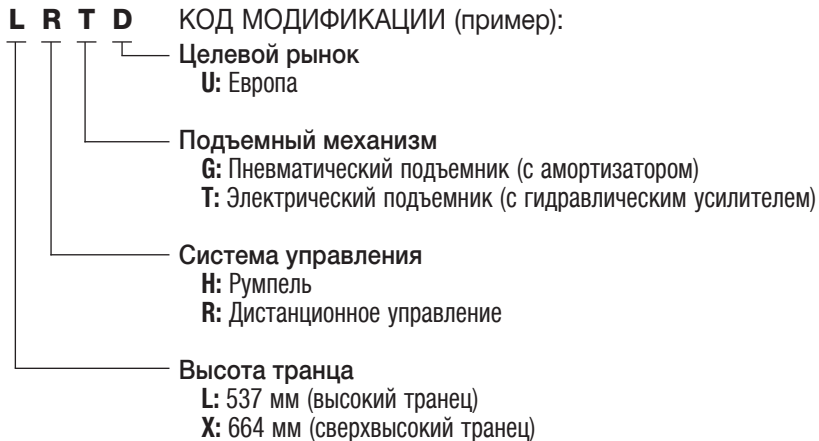 L R T D КОД МОДИФИКАЦИИ (пример):
Целевой рынок
U: Европа
Подъемный механизм
G: Пневматический подъемник (с амортизатором)
T: Электрический подъемник (с гидравлическим усилителем)
Система управления
H: Румпель
R: Дистанционное управление
Высота транца
L: 537 мм (высокий транец)
X: 664 мм (сверхвысокий транец)